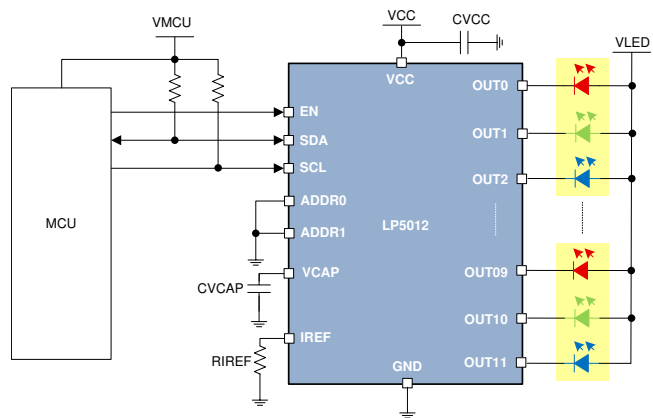 VMCU
VCC
CVCC
VLED
VCC
OUT0
EN
OUT1
SDA
SCL
OUT2
MCU
ADDR0
ADDR1
LP5012
VCAP
OUT09
CVCAP
OUT10
IREF
RIREF
GND
OUT11